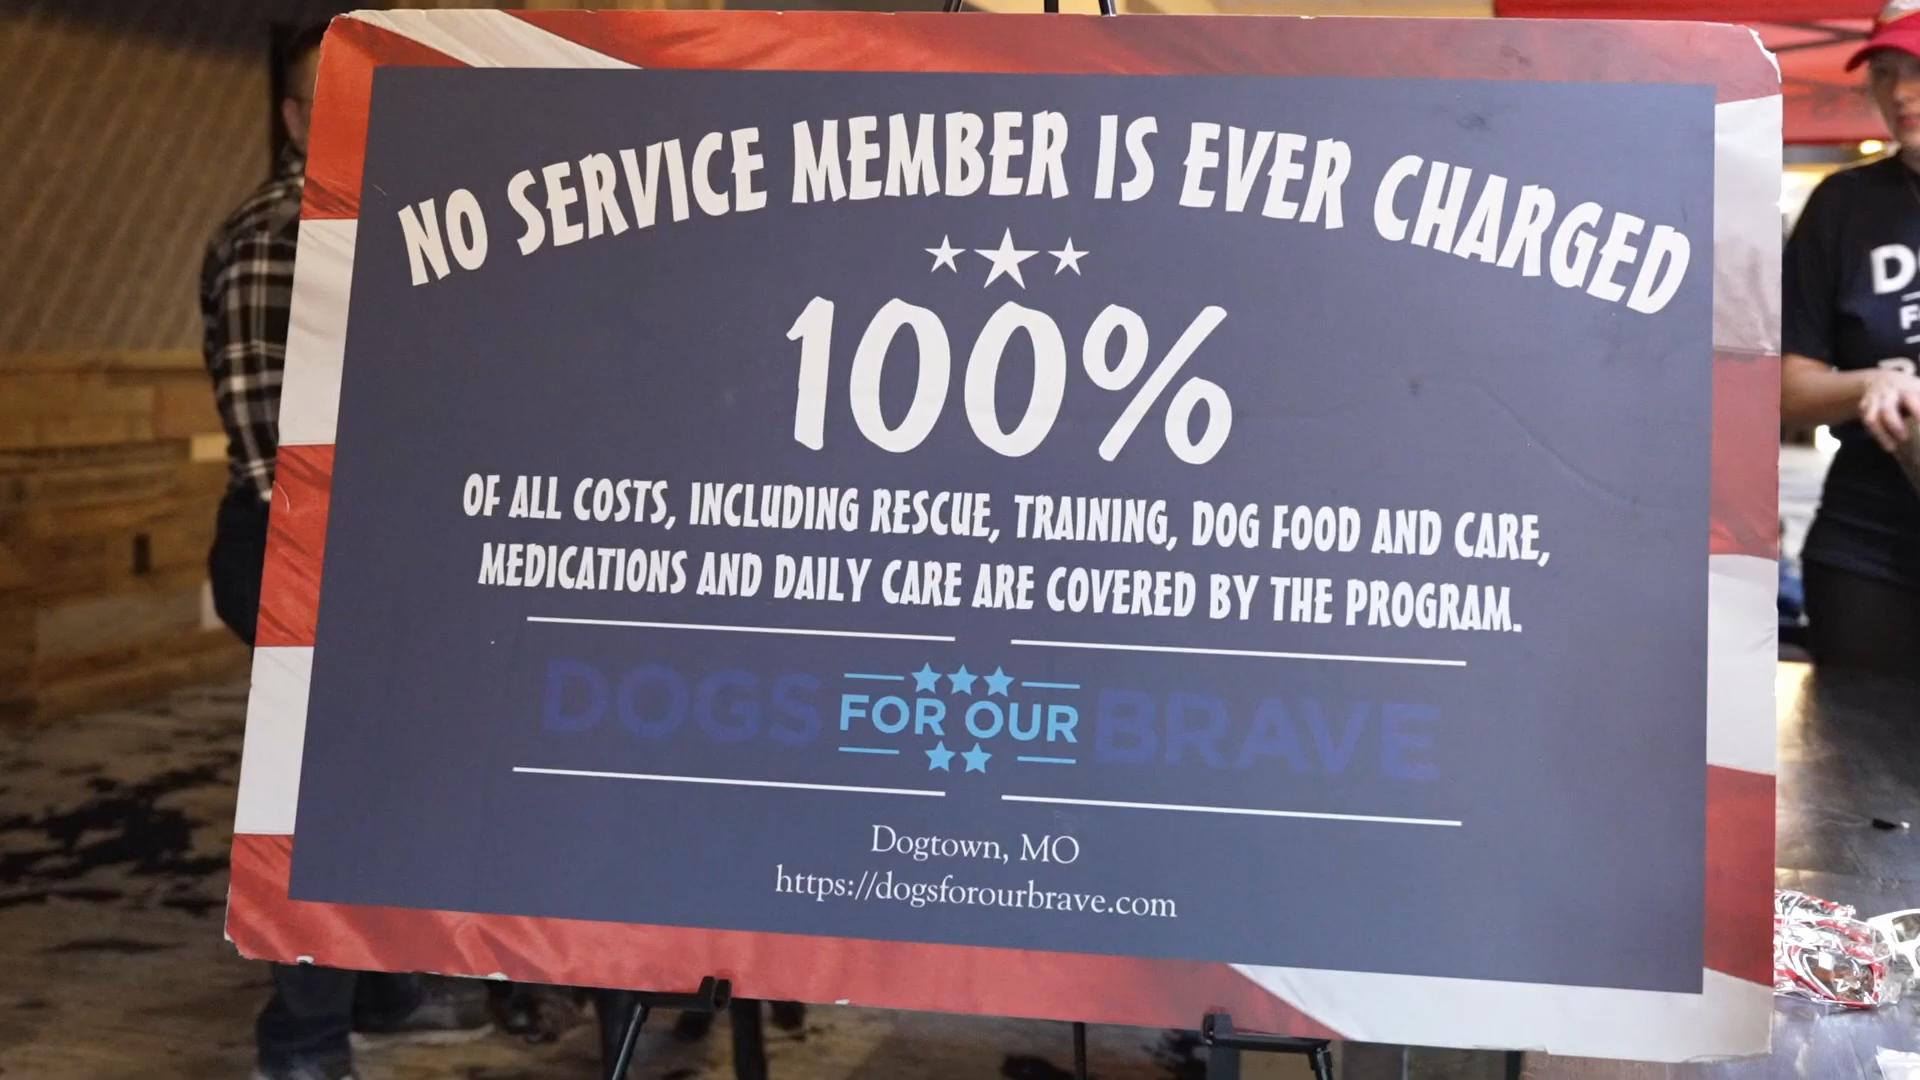 NO SERVICE MEMBER IS EVER CHARGED
100%
OF ALL COSTS, INCLUDING RESCUE, TRAINING, DOG FOOD AND CARE,
MEDICATIONS AND DAILY CARE ARE COVERED BY THE PROGRAM.
DOGS FOR OUR BRAVE
Dogtown, MO
https://dogsforourbrave.com